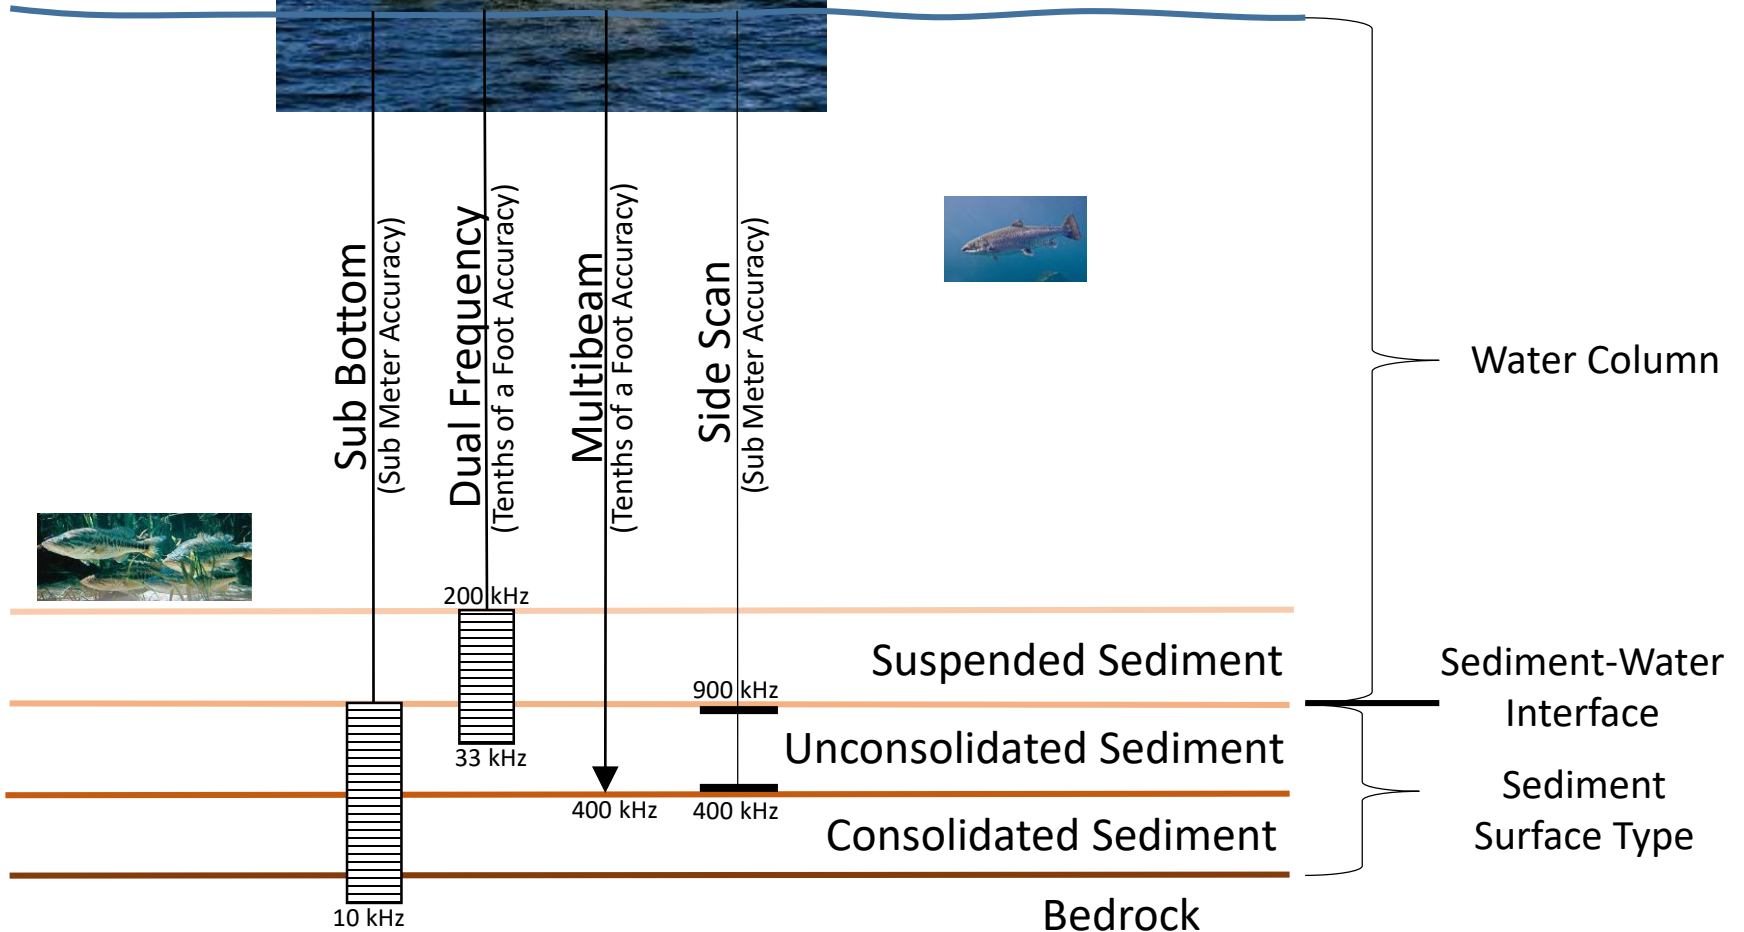 Sub Bottom
(Sub Meter Accuracy)
Dual Frequency
(Tenths of a Foot Accuracy)
Multibeam
(Tenths of a Foot Accuracy)
Side Scan
(Sub Meter Accuracy)
Water Column
200 kHz
Suspended Sediment
Sediment-Water
Interface
900 kHz
33 kHz
Unconsolidated Sediment
400 kHz
400 kHz
Sediment
Surface Type
Consolidated Sediment
10 kHz
Bedrock